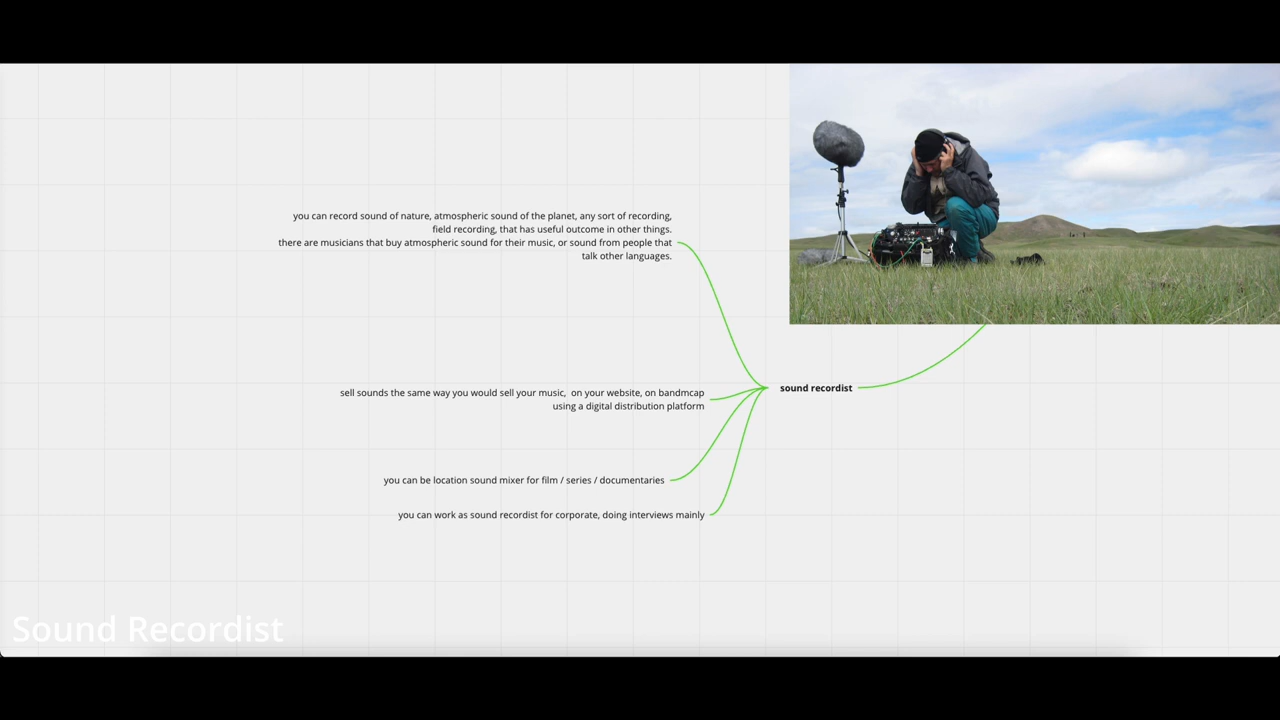 you can record sound of nature, atmospheric sound of the planet, any sort of recording,
field recording, that has useful outcome in other things.
there are musicians that buy atmospheric sound for their music, or sound from people that
talk other languages.
sell sounds the same way you would sell your music,  on your website, on bandmcap
using a digital distribution platform
sound recordist
you can be location sound mixer for film / series / documentaries
you can work as sound recordist for corporate, doing interviews mainly
Sound Recordist